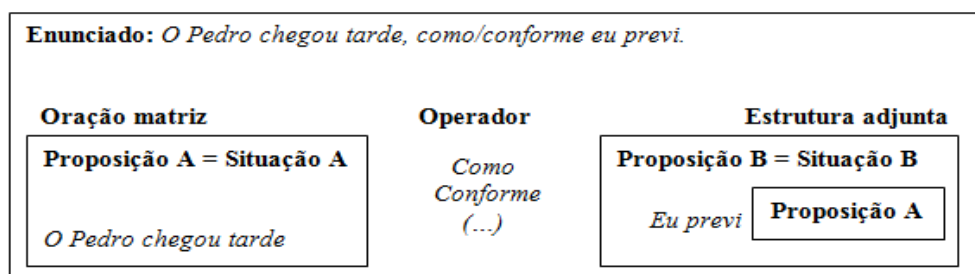 Enunciado: O Pedro chegou tarde, como/conforme eu previ.
Oração matriz
Operador
Estrutura adjunta
Proposição A = Situação A
O Pedro chegou tarde
Como
Conforme
(...)
Proposição B = Situação B
Eu previ
Proposição A